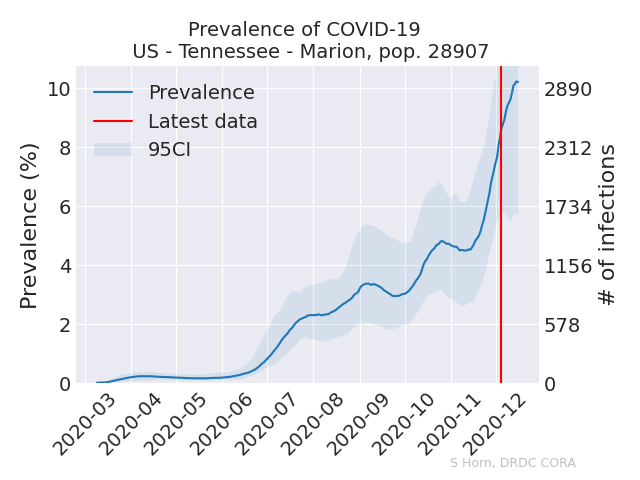 Prevalence of COVID-19
US - Tennessee - Marion, pop. 28907
Prevalence
Latest data
95CI
Prevalence (%)
10
8
6
4
2
0
2890
2312
1734
1156
578
0
# of infections
2020-03
2020-04
2020-05
2020-06
2020-07
2020-08
2020-09
2020-10
2020-11
2020-12
S Horn, DRDC CORA